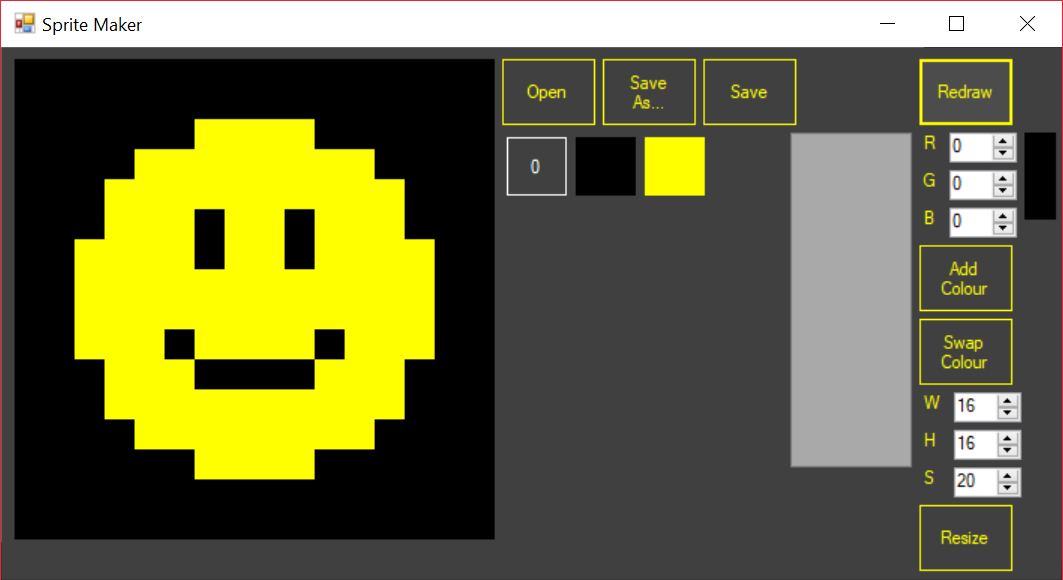 Sprite Maker
Open
Save
As...
Save
Redraw
0
R 0
G 0
B 0
Add
Colour
Swap
Colour
W 16
H 16
S 20
Resize